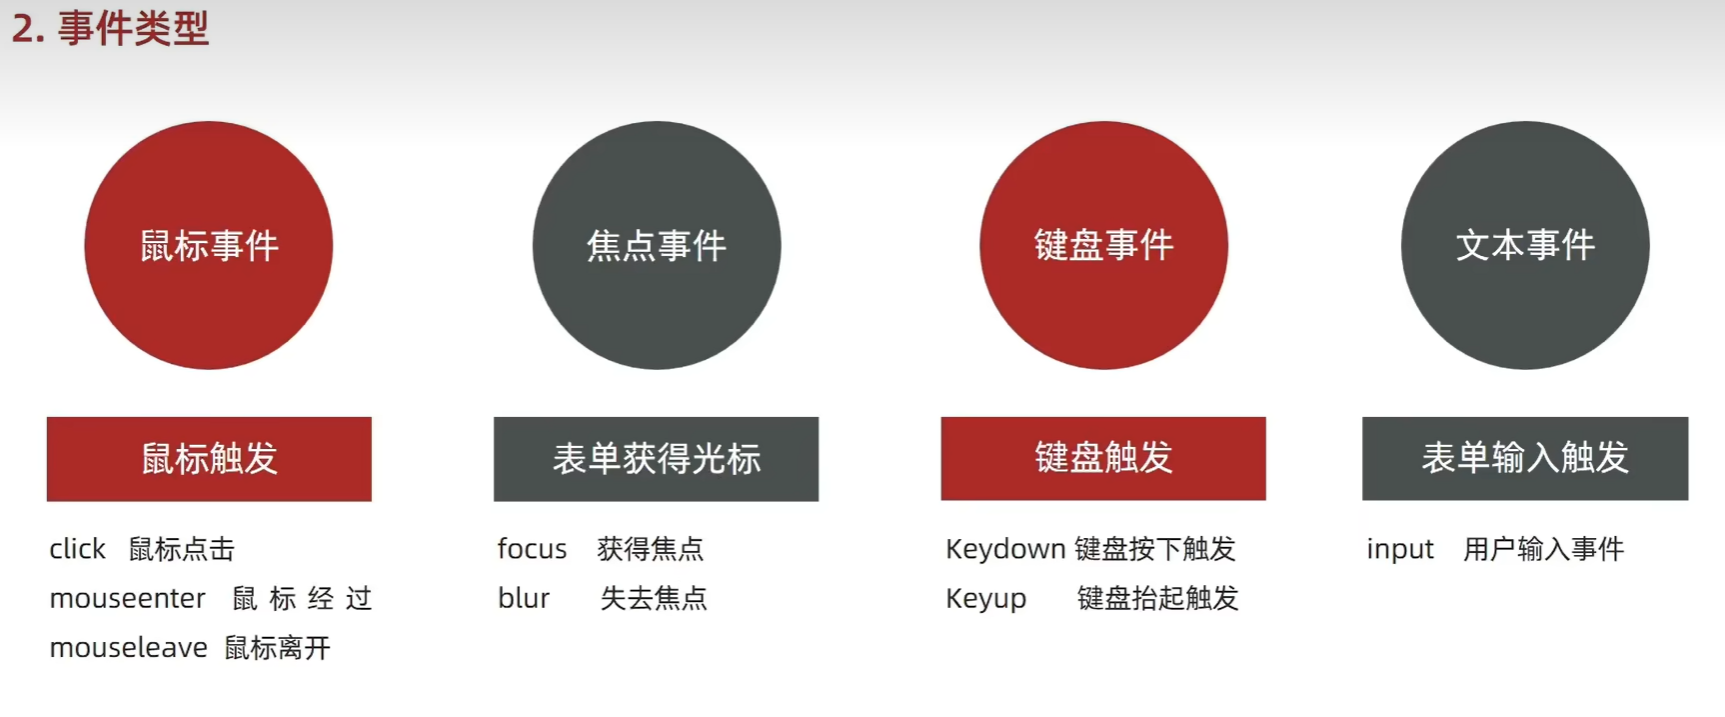 2. 事件类型
鼠标事件
鼠标触发
click 鼠标点击
mouseenter 鼠 标 经 过
mouseleave 鼠标离开
焦点事件
表单获得光标
focus 获得焦点
blur 失去焦点
键盘事件
键盘触发
Keydown 键盘按下触发
Keyup 键盘抬起触发
文本事件
表单输入触发
input 用户输入事件